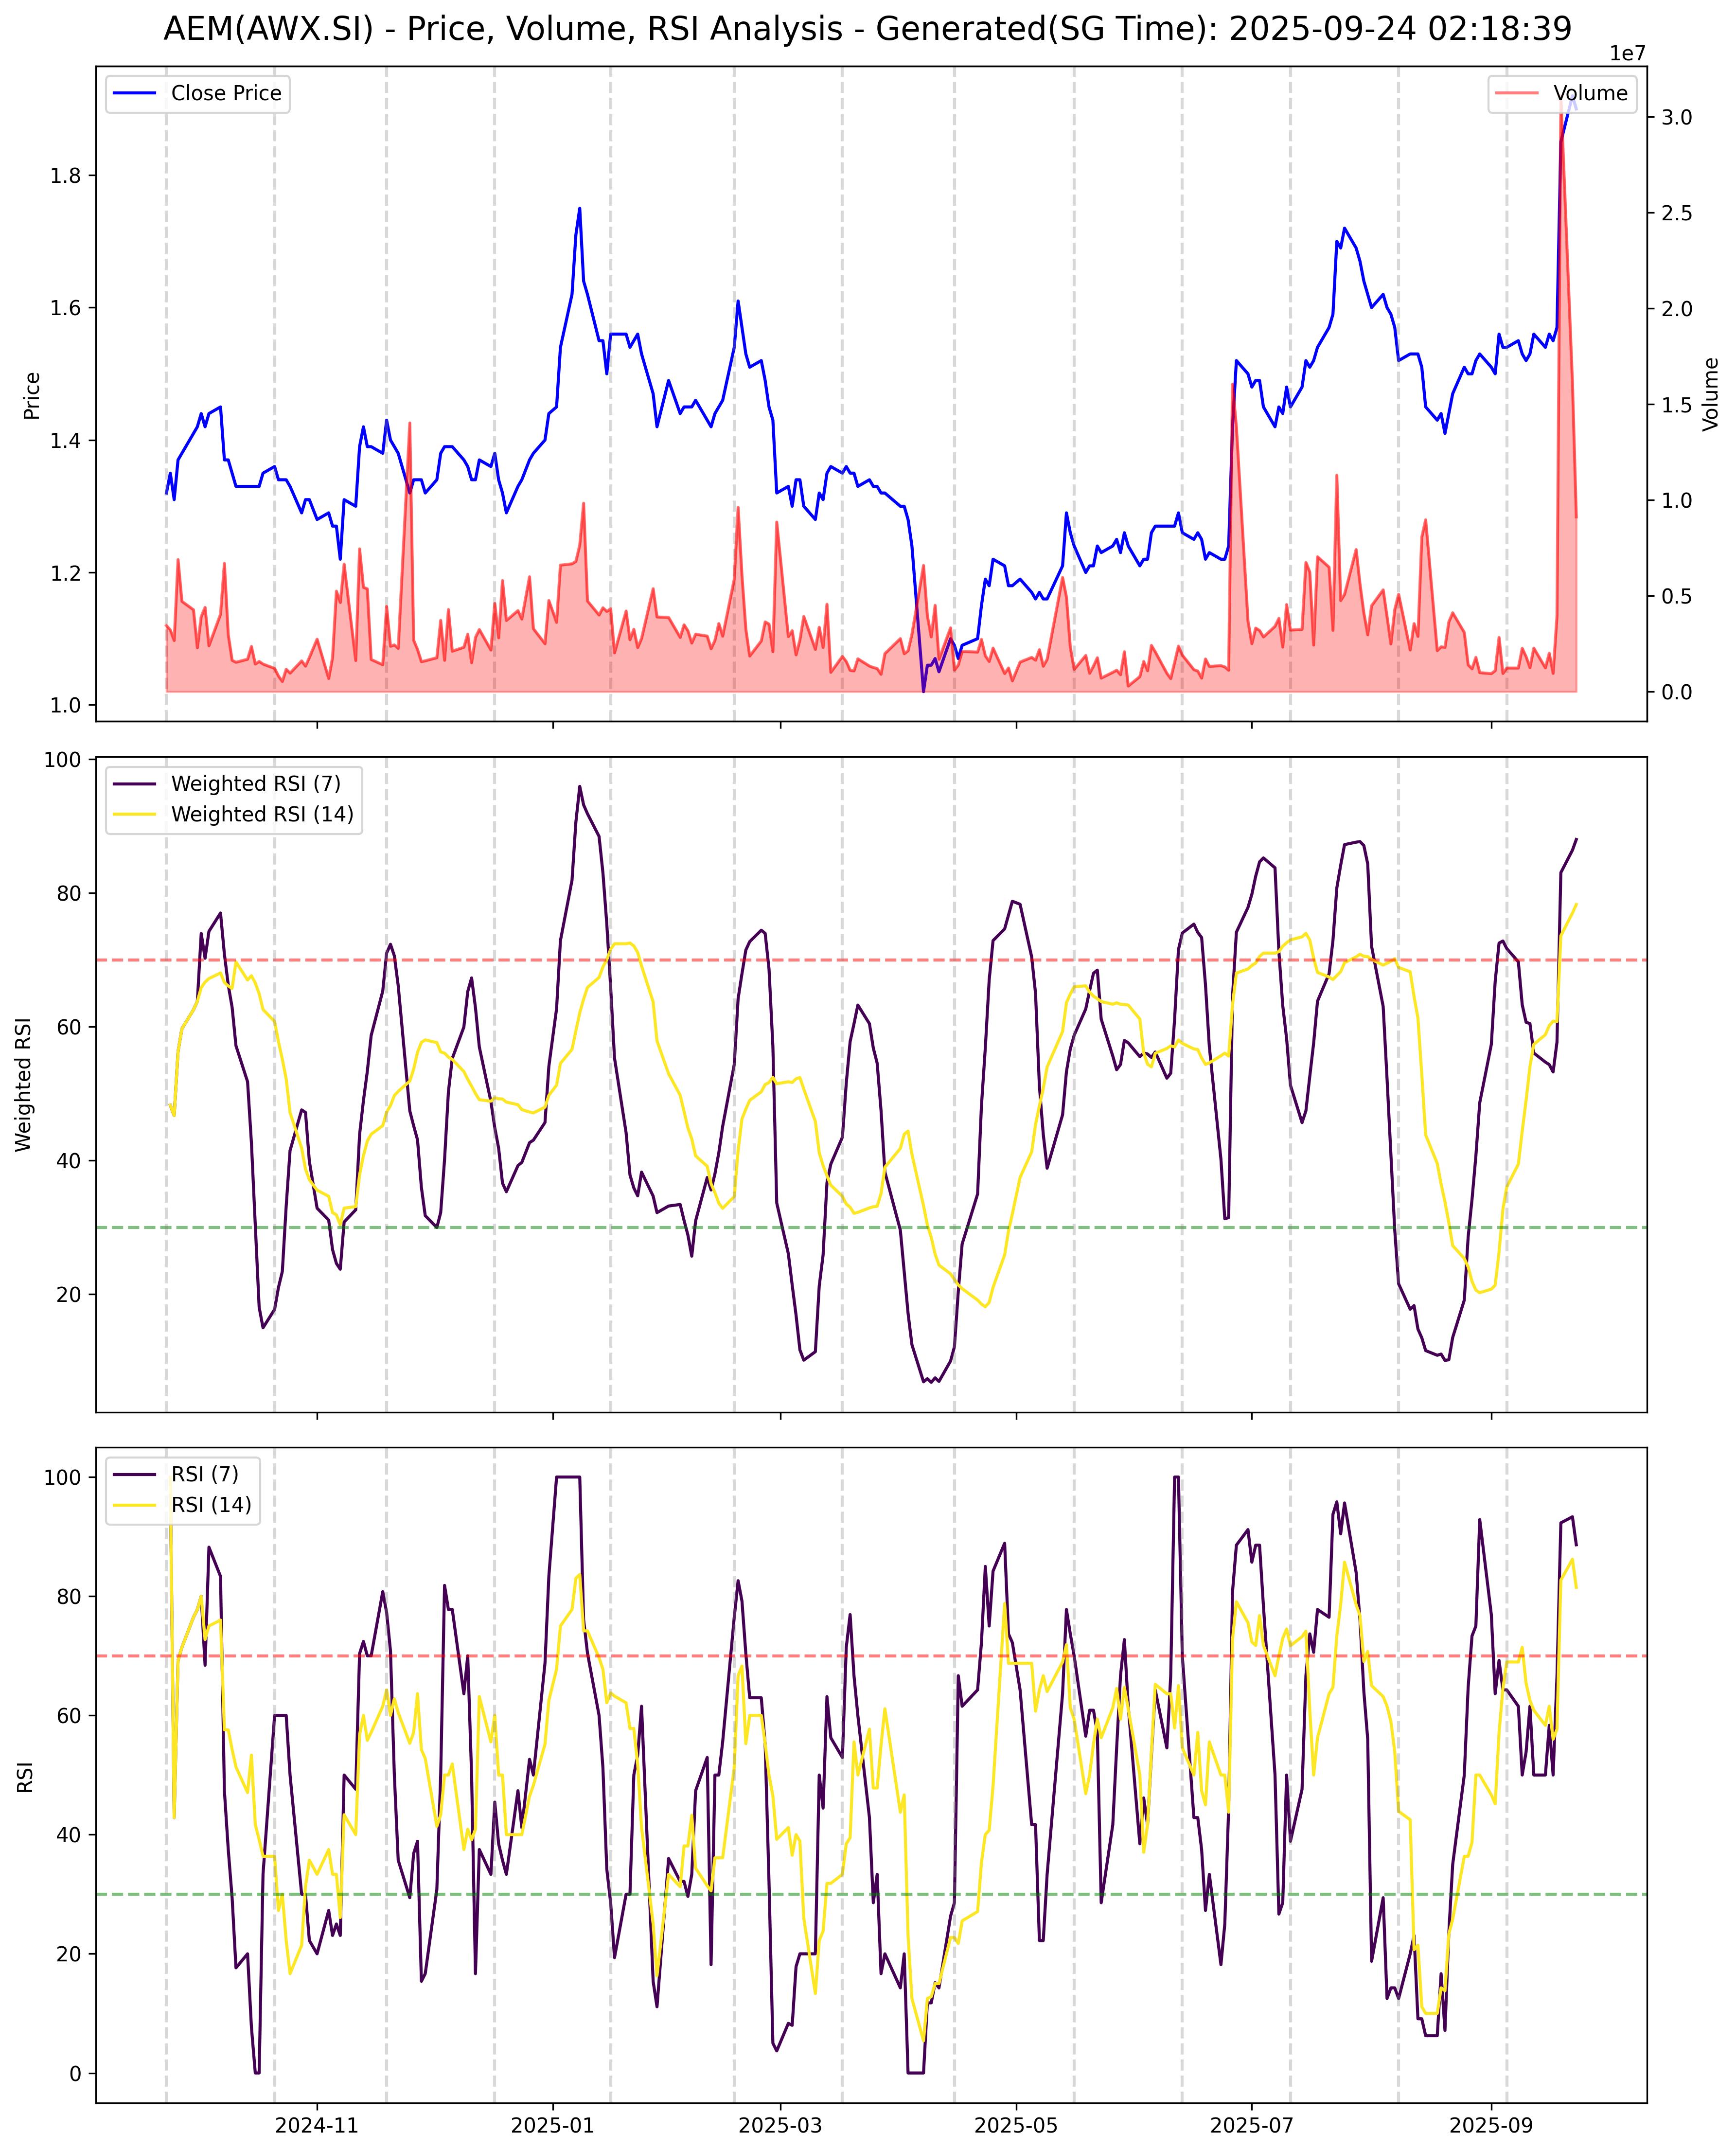 AEM(AWX.SI) - Price, Volume, RSI Analysis - Generated(SG Time): 2025-09-24 02:18:39
1e7
Close Price
Volume
1.8
1.6
1.4
1.2
1.0
Price
3.0
2.5
2.0
1.5
1.0
0.5
0.0
Volume
Weighted RSI (7)
Weighted RSI (14)
100
80
60
40
20
Weighted RSI
RSI (7)
RSI (14)
100
80
60
40
20
0
RSI
2024-11
2025-01
2025-03
2025-05
2025-07
2025-09